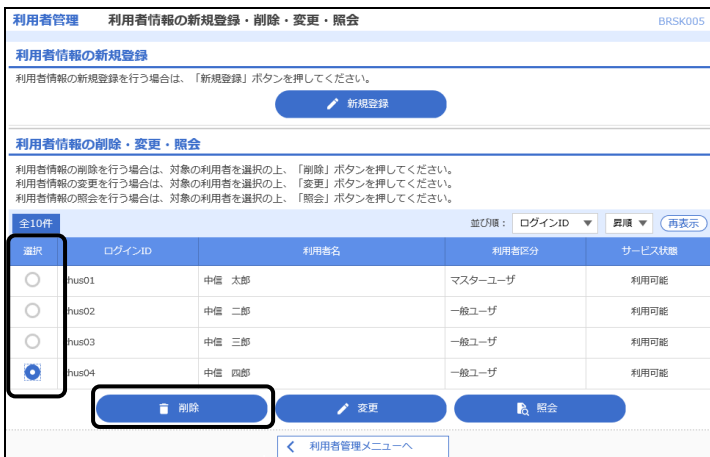 利用者管理 利用者情報の新規登録・削除・変更・照会 BRSK005
利用者情報の新規登録
利用者情報の新規登録を行う場合は、「新規登録」ボタンを押してください。
新規登録
利用者情報の削除・変更・照会
利用者情報の削除を行う場合は、対象の利用者を選択の上、「削除」ボタンを押してください。
利用者情報の変更を行う場合は、対象の利用者を選択の上、「変更」ボタンを押してください。
利用者情報の照会を行う場合は、対象の利用者を選択の上、「照会」ボタンを押してください。
全10件 並び順： ログインID ▼ 昇順 ▼ 再表示
選択 ログインID 利用者名 利用者区分 サービス状態
hus01 中信 太郎 マスターユーザ 利用可能
hus02 中信 二郎 一般ユーザ 利用可能
hus03 中信 三郎 一般ユーザ 利用可能
hus04 中信 四郎 一般ユーザ 利用可能
削除 変更 照会
利用者管理メニューへ